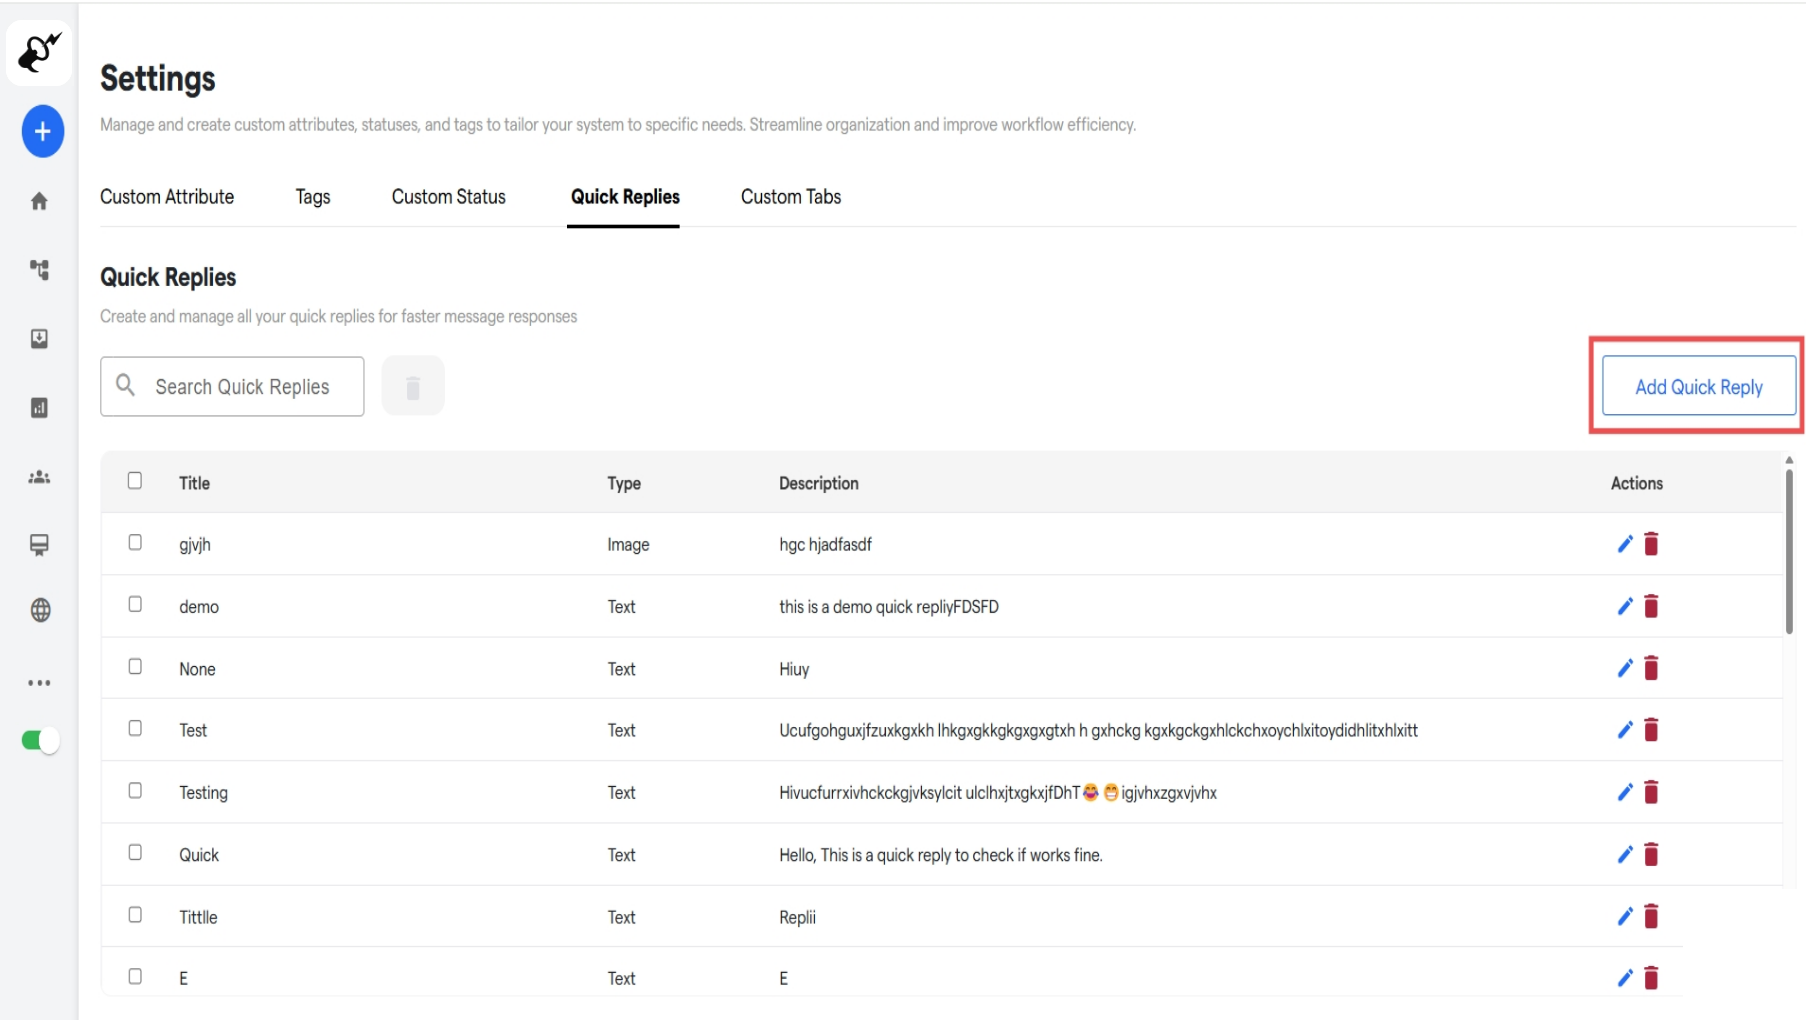 Settings
Manage and create custom attributes, statuses, and tags to tailor your system to specific needs. Streamline organization and improve workflow efficiency.
Custom Attribute Tags Custom Status Quick Replies Custom Tabs
Quick Replies
Create and manage all your quick replies for faster message responses
Search Quick Replies Add Quick Reply
Title Type Description Actions
gjvjh Image hgc hjadfasdf
demo Text this is a demo quick repliyFDSFD
None Text Hiuy
Test Text Ucufgohguxjfzuxkgxkh lhkgxgkkgkgxgxgtxh h gxhckg kgxkgckgxhlckchxoychlxitoydidhlitxhlxitt
Testing Text Hivucfurrxivhckckgjvksylcit ulclhxjtxgkxjfDhT😂 😁igjvhxzgxvjvhx
Quick Text Hello, This is a quick reply to check if works fine.
Tittlle Text Replii
E Text E